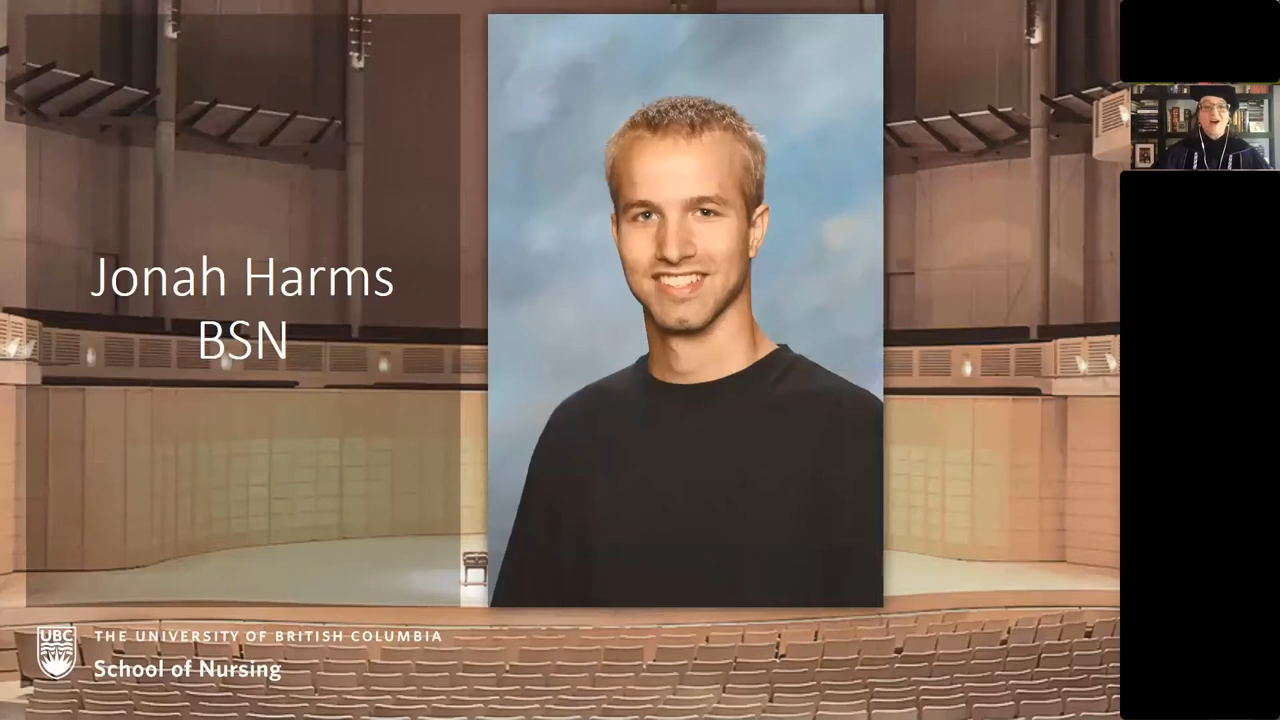 Jonah Harms
BSN
UBC
THE UNIVERSITY OF BRITISH COLUMBIA
School of Nursing